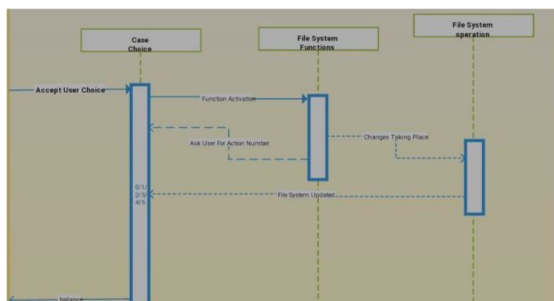 Case
Choice
File System
Functions
File System
operation
Accept User Choice
Function Activation
Ask User For Action Number
Changes Taking Place
File System Updated
0/1/
2/3/
4/5
balance